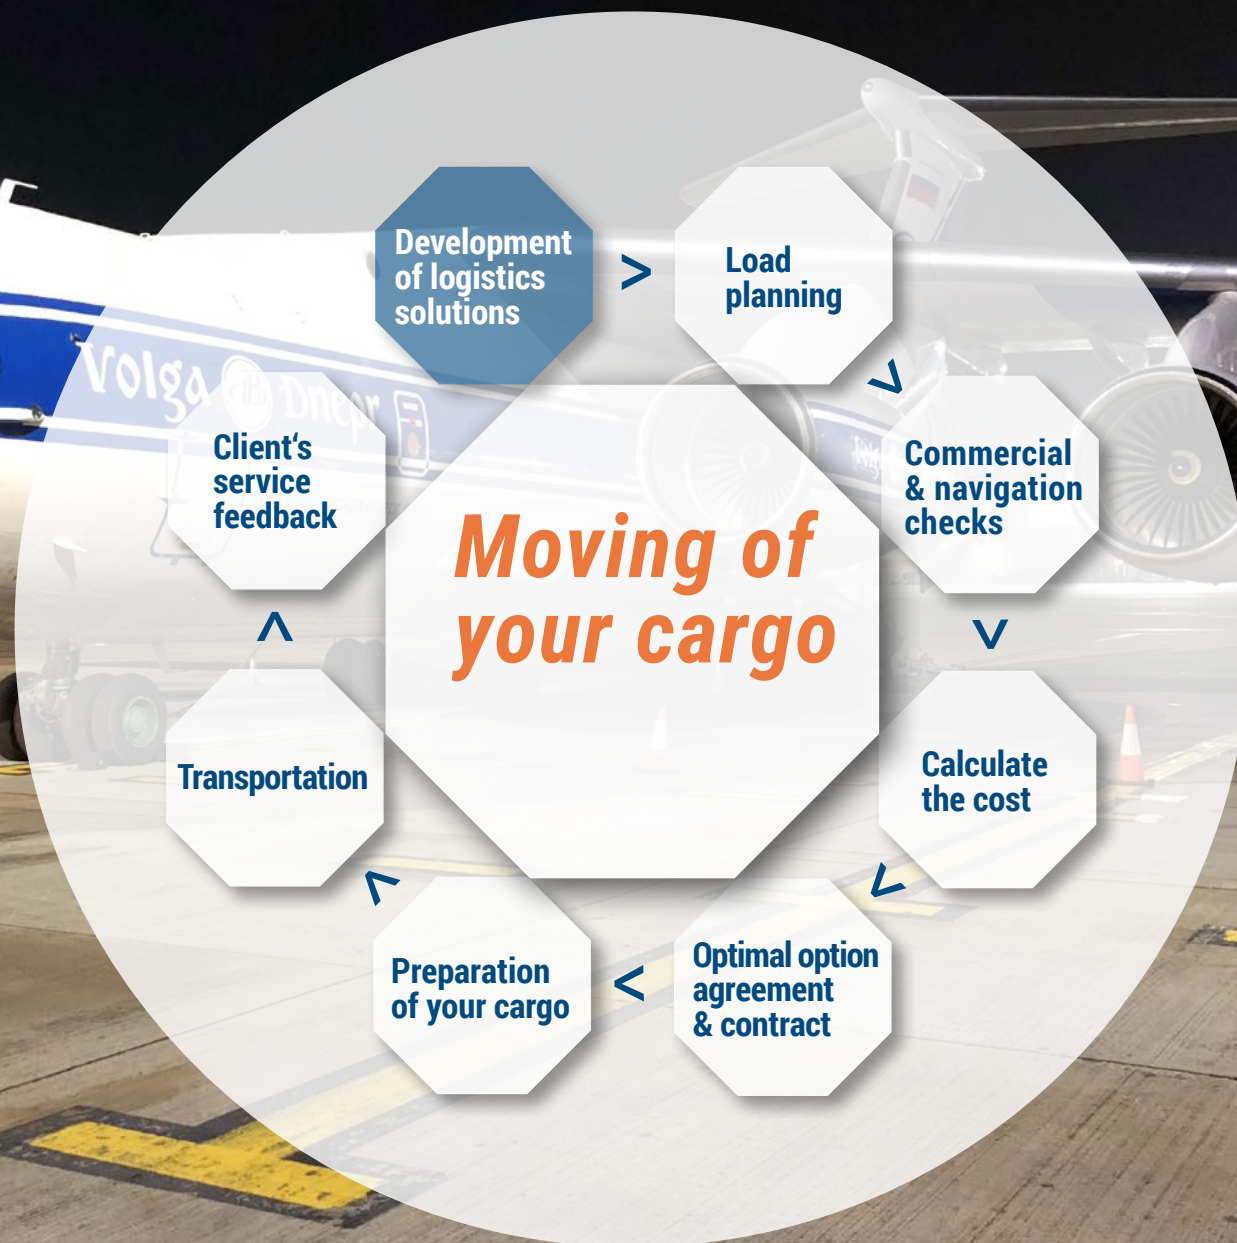 Development
of logistics
solutions
>
Load
planning
>
Commercial
& navigation
checks
>
Calculate
the cost
>
Optimal option
agreement
& contract
<
Preparation
of your cargo
>
Transportation
>
Client‘s
service
feedback
Moving of
your cargo
Volga Dnepr